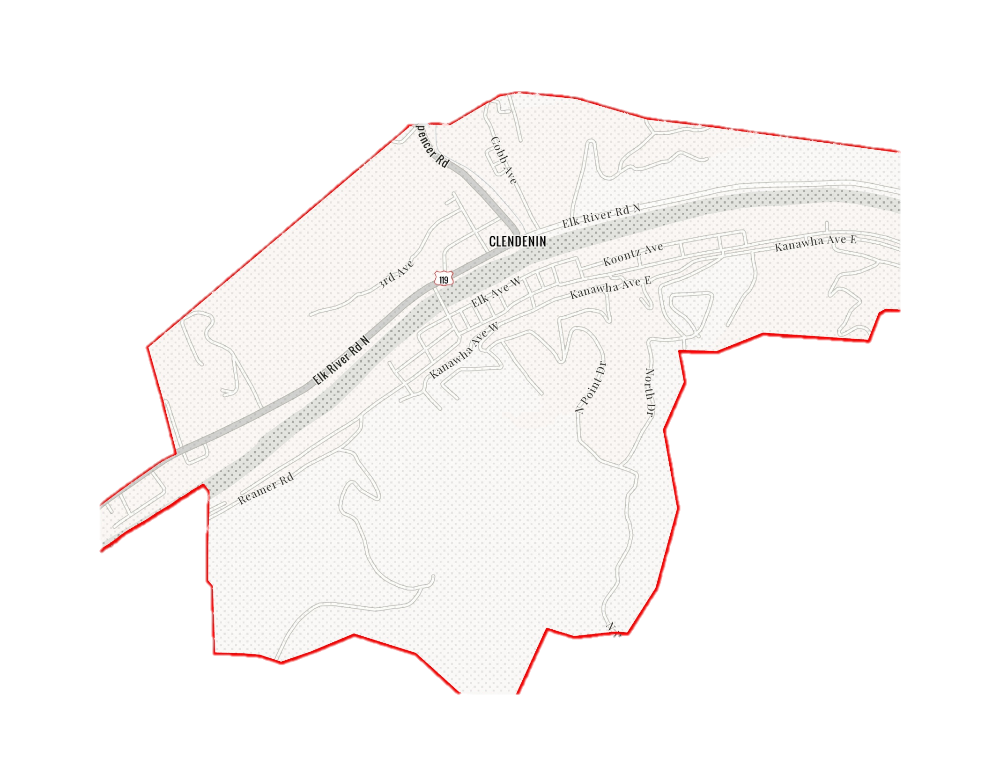 pencer Rd
Cobb Ave
Elk River Rd N
CLENDENIN
Koontz Ave
Kanawha Ave E
3rd Ave
119
Elk Ave W
Kanawha Ave E
Kanawha Ave W
Elk River Rd N
N Point Dr
North Dr
Reamer Rd